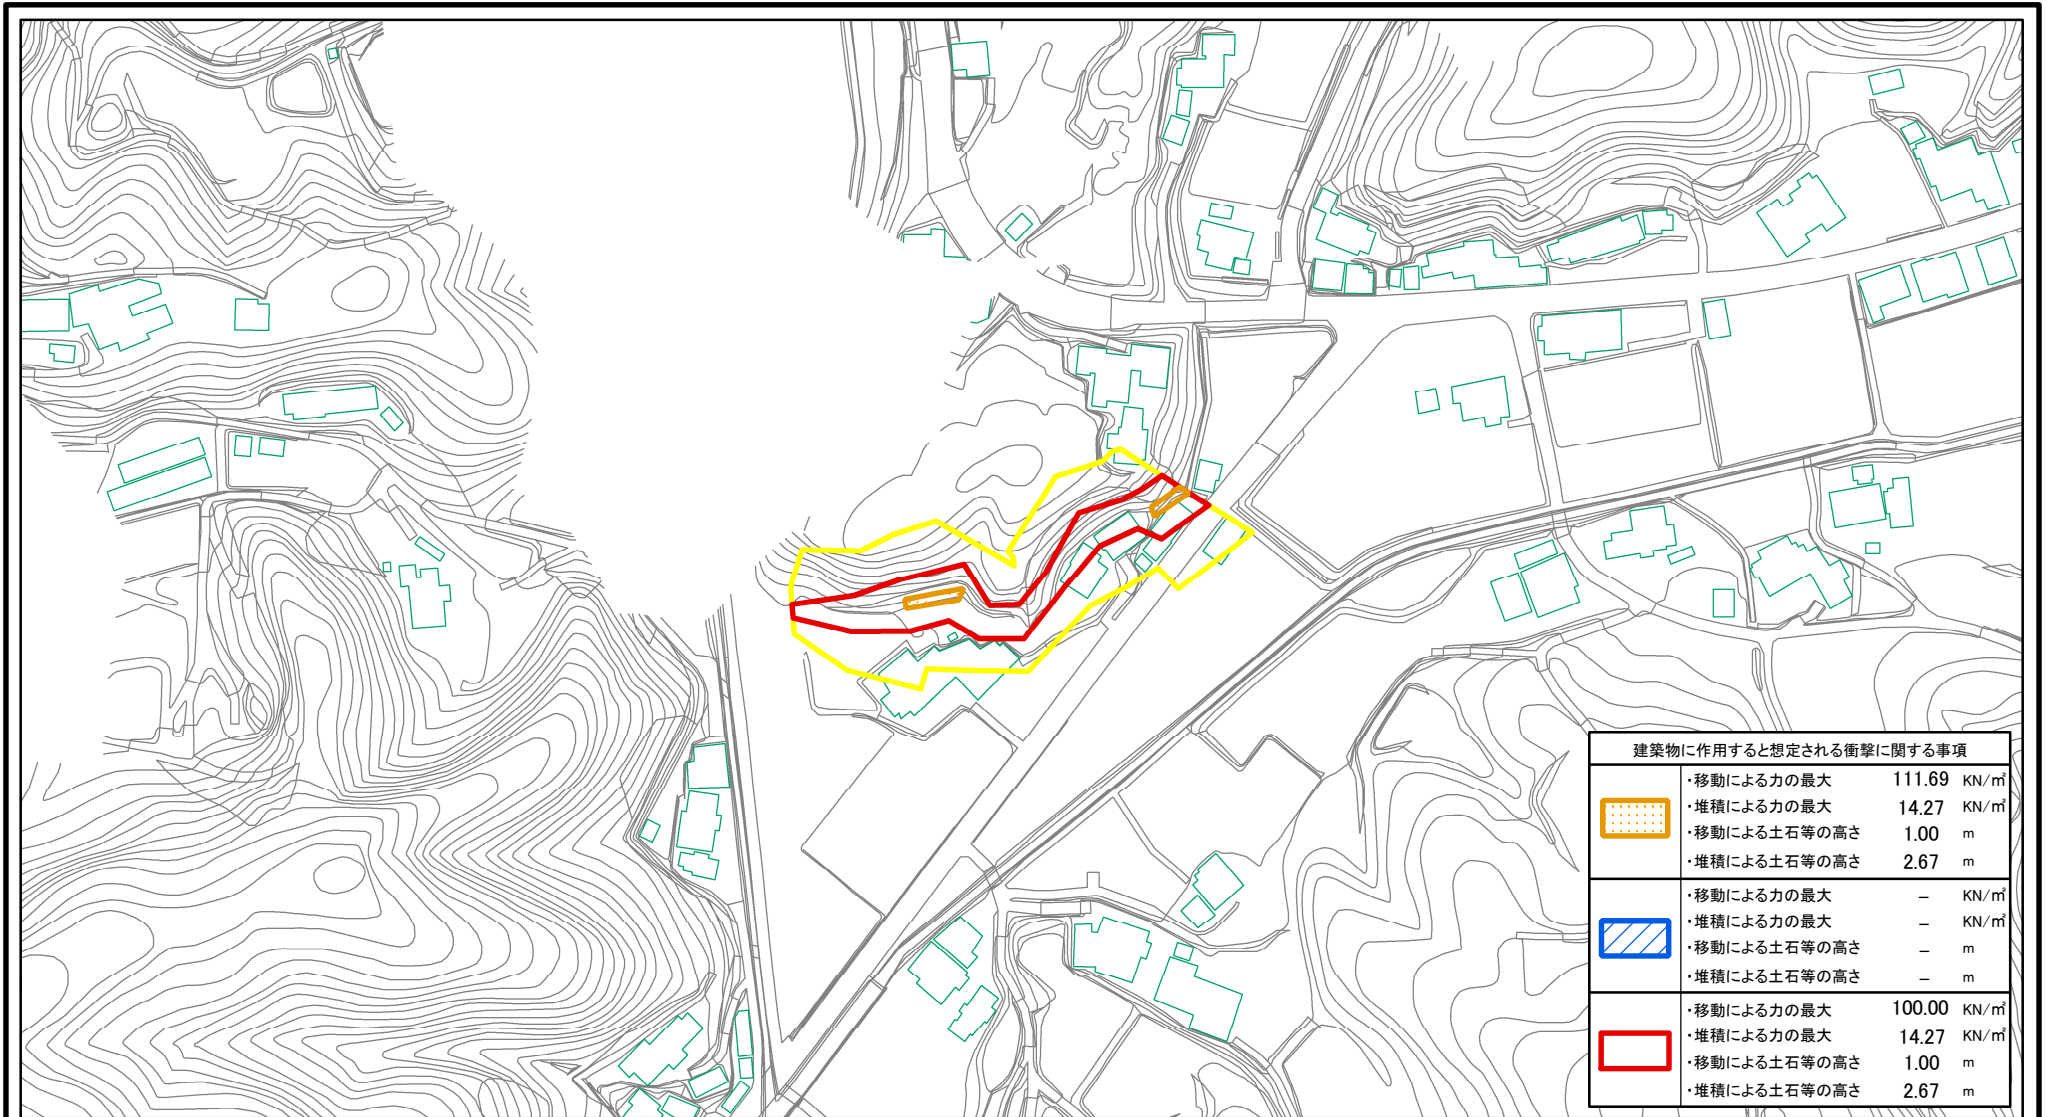 建築物に作用すると想定される衝撃に関する事項
・移動による力の最大 111.69 KN/㎡
・堆積による力の最大 14.27 KN/㎡
・移動による土石等の高さ 1.00 m
・堆積による土石等の高さ 2.67 m
・移動による力の最大 － KN/㎡
・堆積による力の最大 － KN/㎡
・移動による土石等の高さ － m
・堆積による土石等の高さ － m
・移動による力の最大 100.00 KN/㎡
・堆積による力の最大 14.27 KN/㎡
・移動による土石等の高さ 1.00 m
・堆積による土石等の高さ 2.67 m